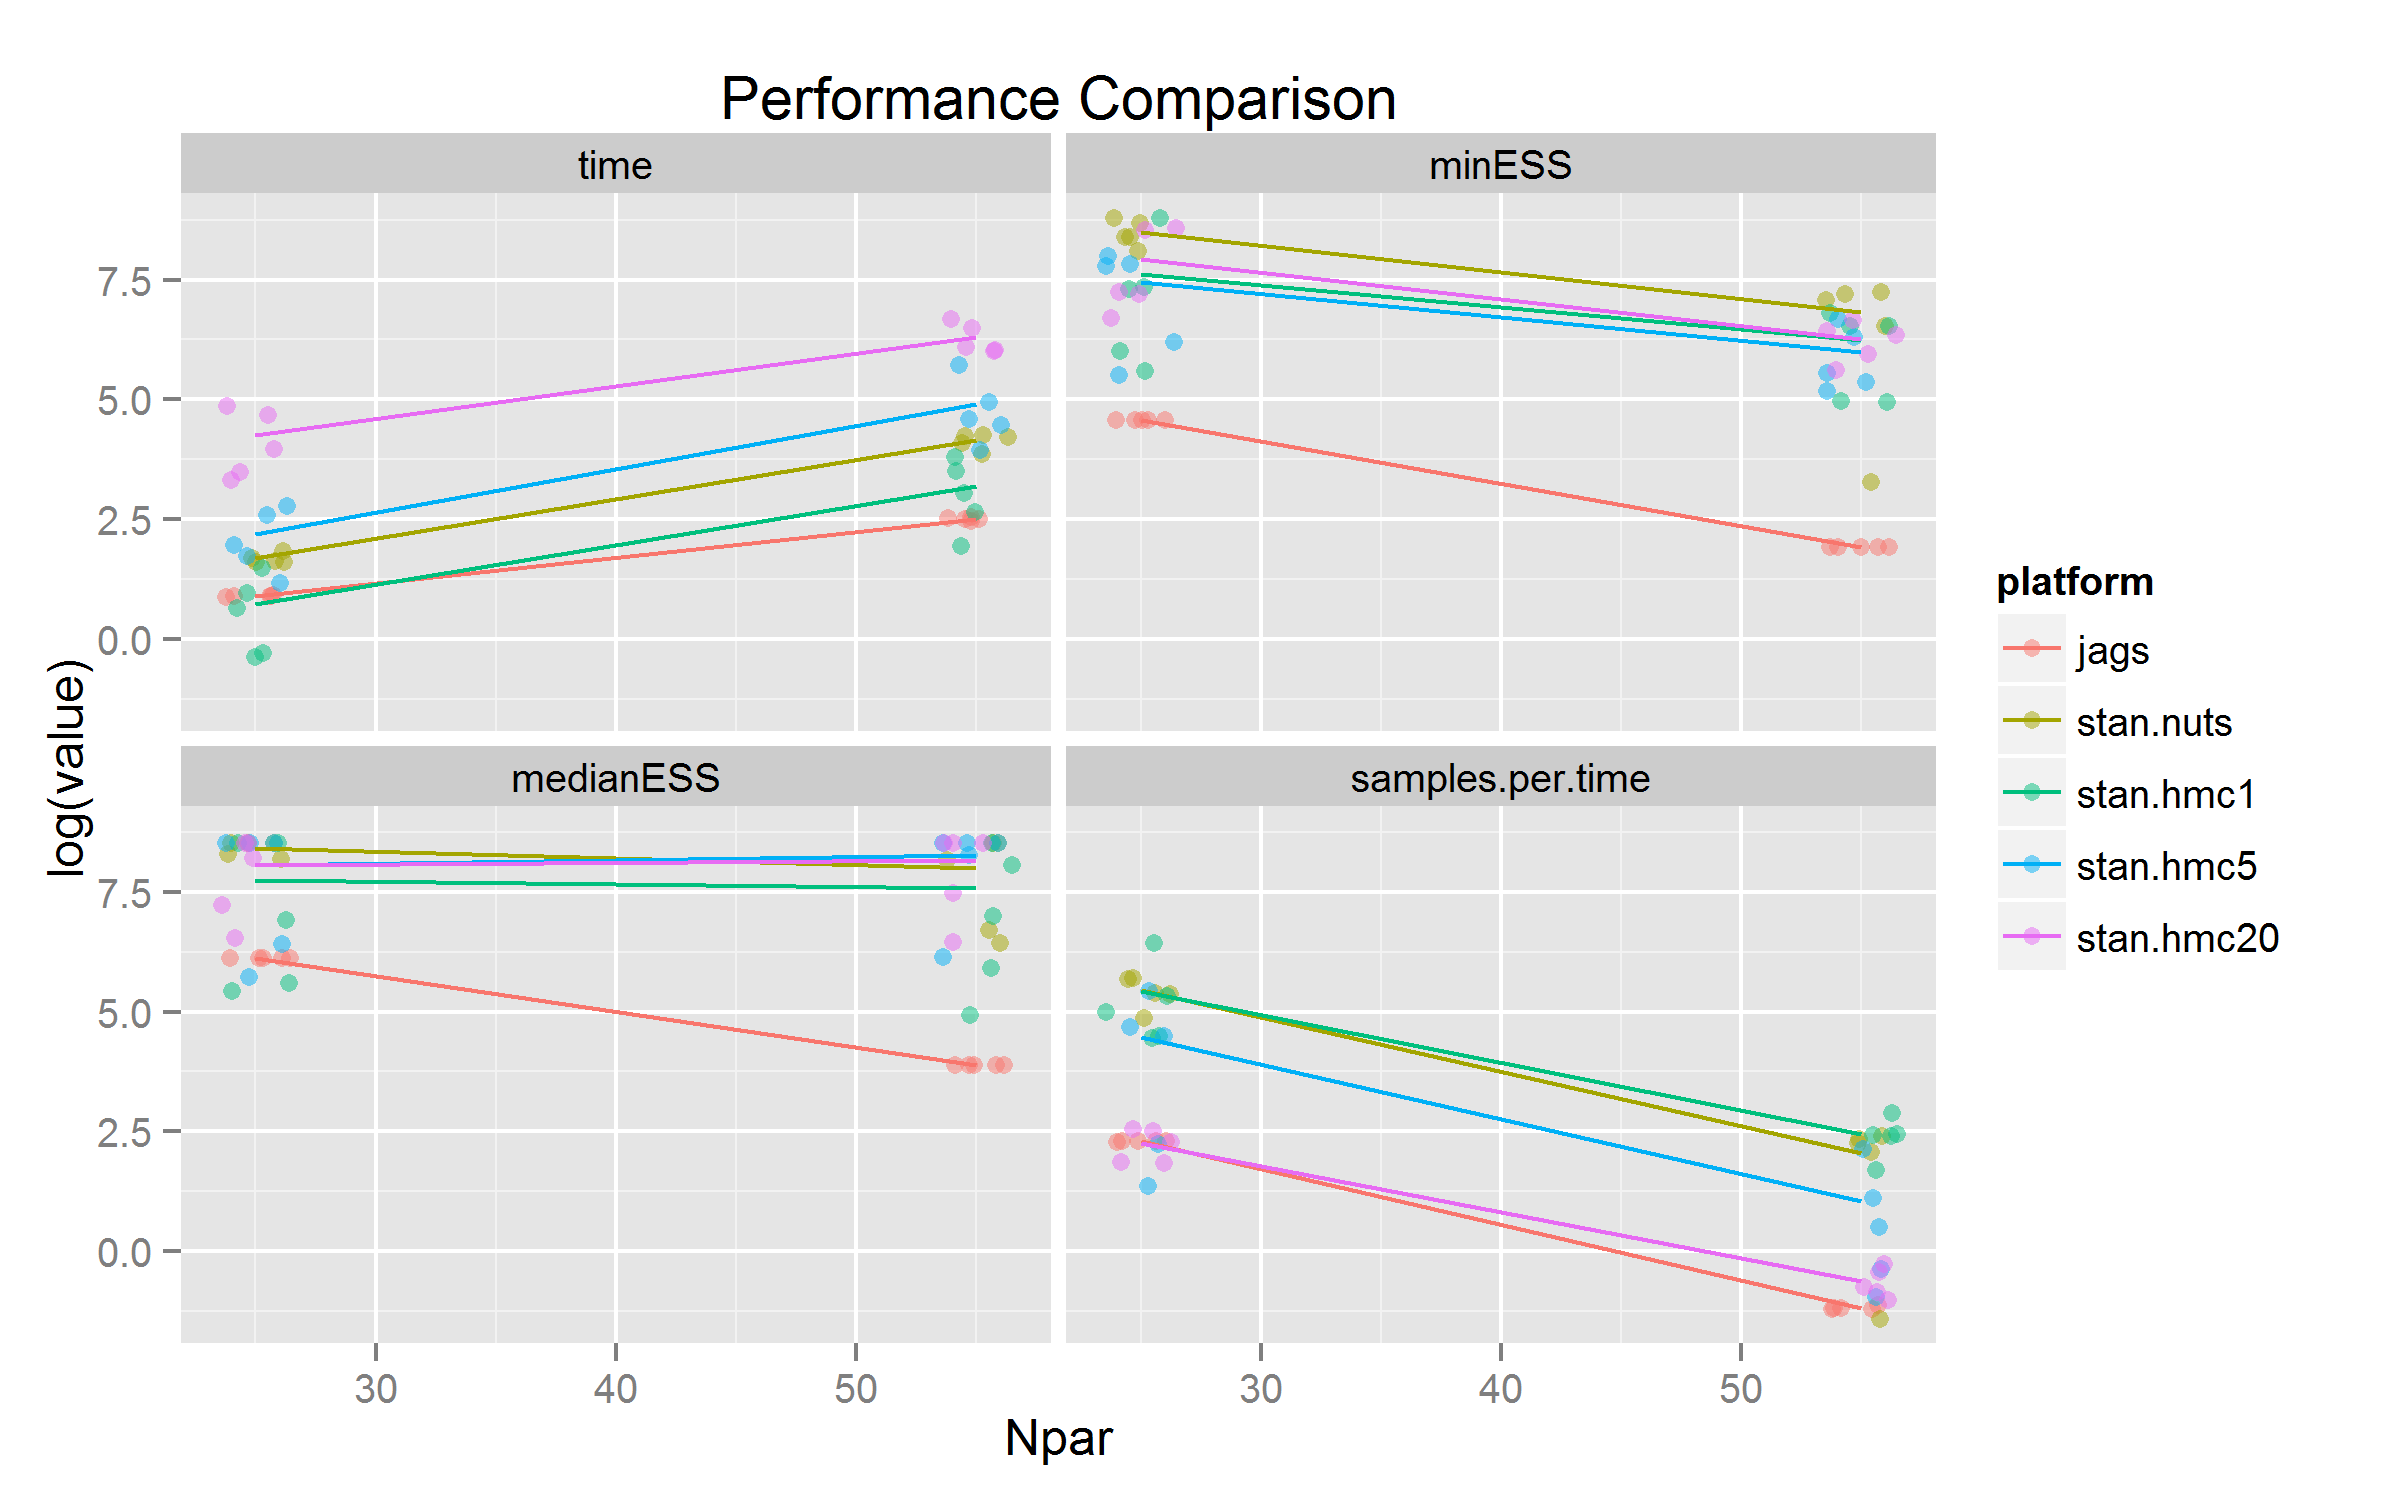 Performance Comparison
time
minESS
7.5
5.0
2.5
0.0
medianESS
samples.per.time
7.5
5.0
2.5
0.0
log(value)
30
40
50
30
40
50
Npar
platform
jags
stan.nuts
stan.hmc1
stan.hmc5
stan.hmc20